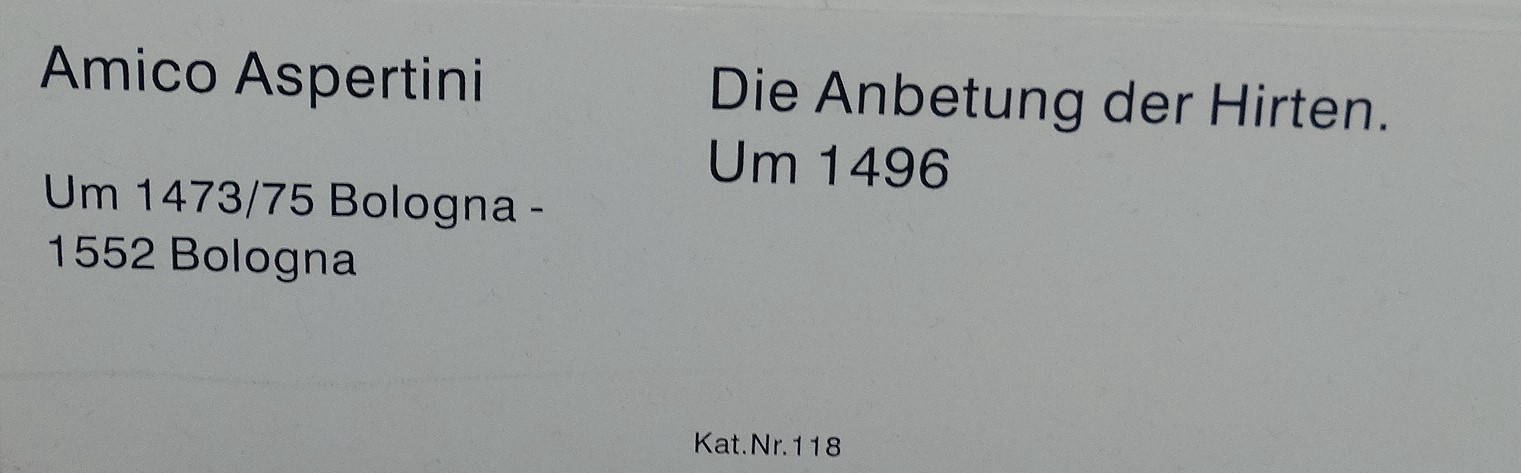 Amico Aspertini
Um 1473/75 Bologna -
1552 Bologna
Die Anbetung der Hirten.
Um 1496
Kat.Nr.118